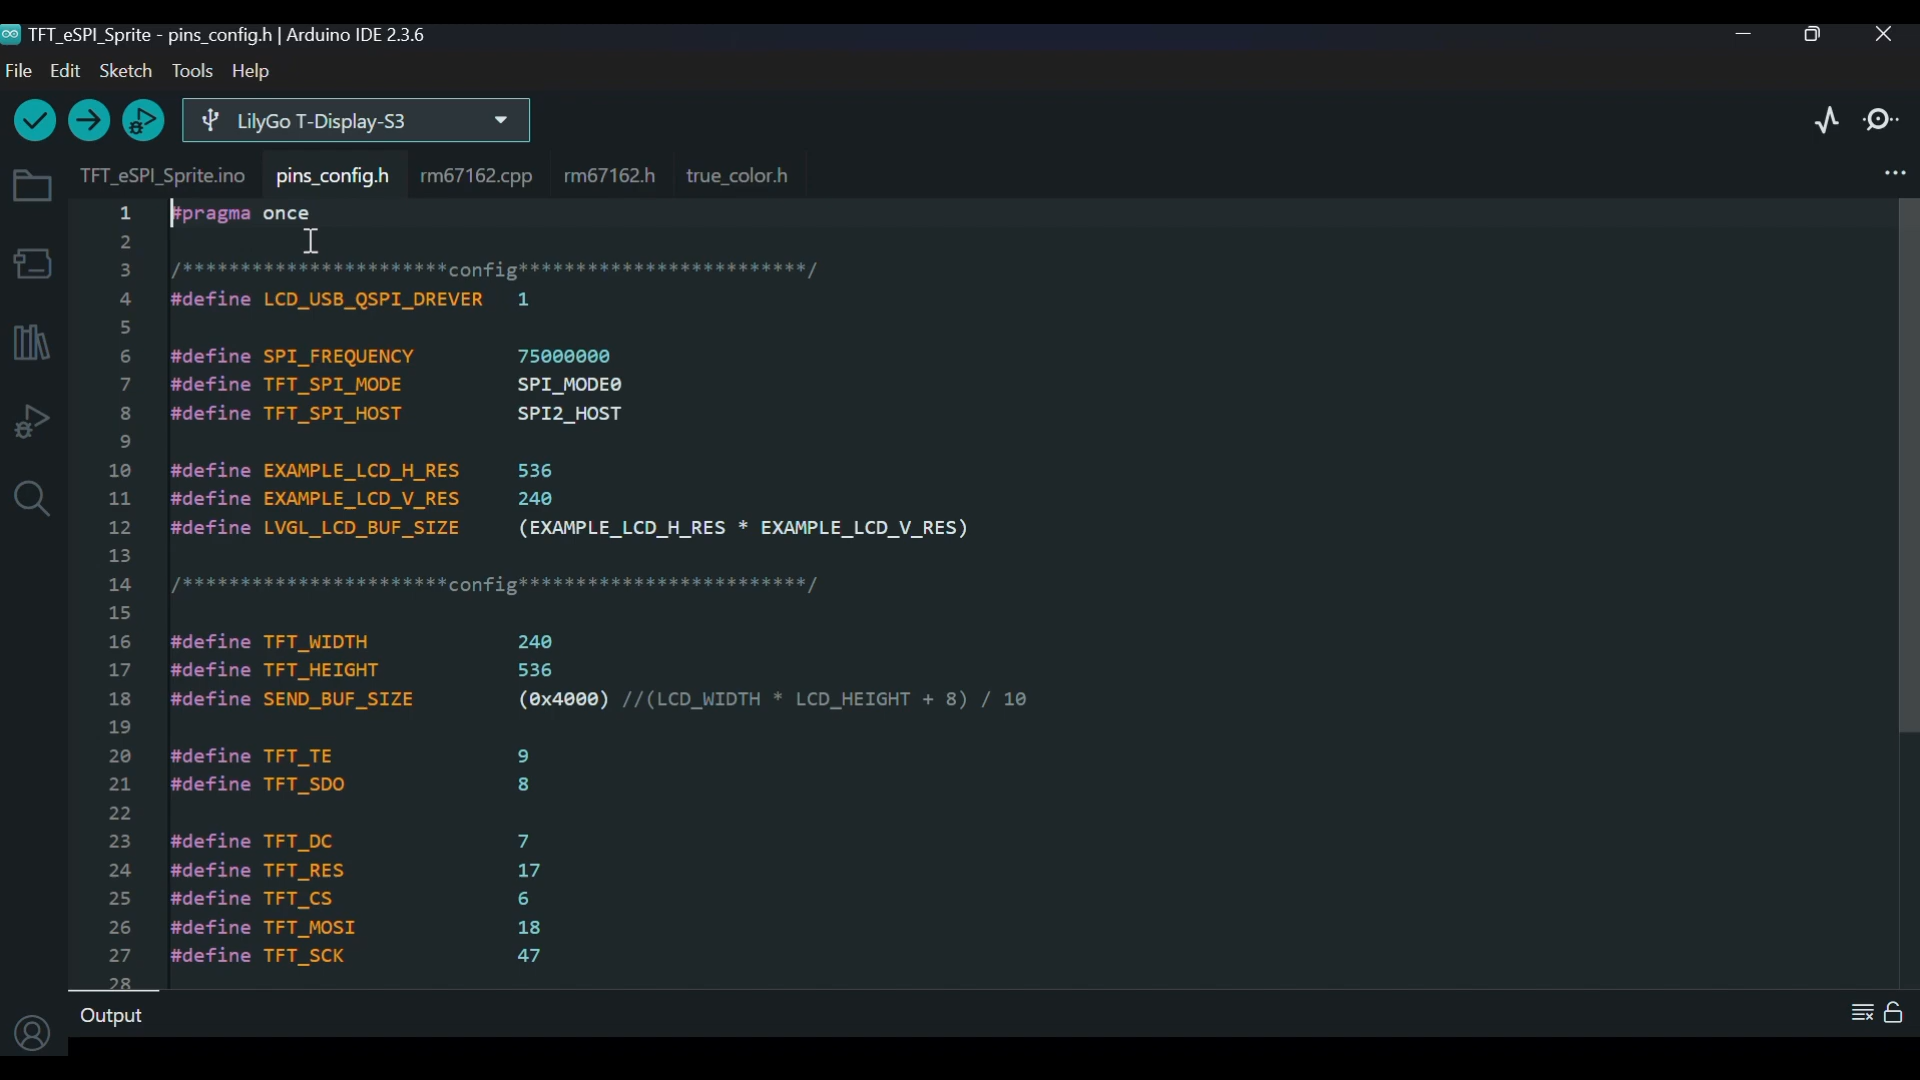 TFT_eSPI_Sprite - pins_config.h | Arduino IDE 2.3.6
File Edit Sketch Tools Help
LilyGo T-Display-S3
TFT_eSPI_Sprite.ino pins_config.h rm67162.cpp rm67162.h true_color.h
1 #pragma once
2
3 /***********************config*************************/
4 #define LCD_USB_QSPI_DREVER 1
5
6 #define SPI_FREQUENCY 75000000
7 #define TFT_SPI_MODE SPI_MODE0
8 #define TFT_SPI_HOST SPI2_HOST
9
10 #define EXAMPLE_LCD_H_RES 536
11 #define EXAMPLE_LCD_V_RES 240
12 #define LVGL_LCD_BUF_SIZE (EXAMPLE_LCD_H_RES * EXAMPLE_LCD_V_RES)
13
14 /***********************config*************************/
15
16 #define TFT_WIDTH 240
17 #define TFT_HEIGHT 536
18 #define SEND_BUF_SIZE (0x4000) //(LCD_WIDTH * LCD_HEIGHT + 8) / 10
19
20 #define TFT_TE 9
21 #define TFT_SDO 8
22
23 #define TFT_DC 7
24 #define TFT_RES 17
25 #define TFT_CS 6
26 #define TFT_MOSI 18
27 #define TFT_SCK 47
28
Output